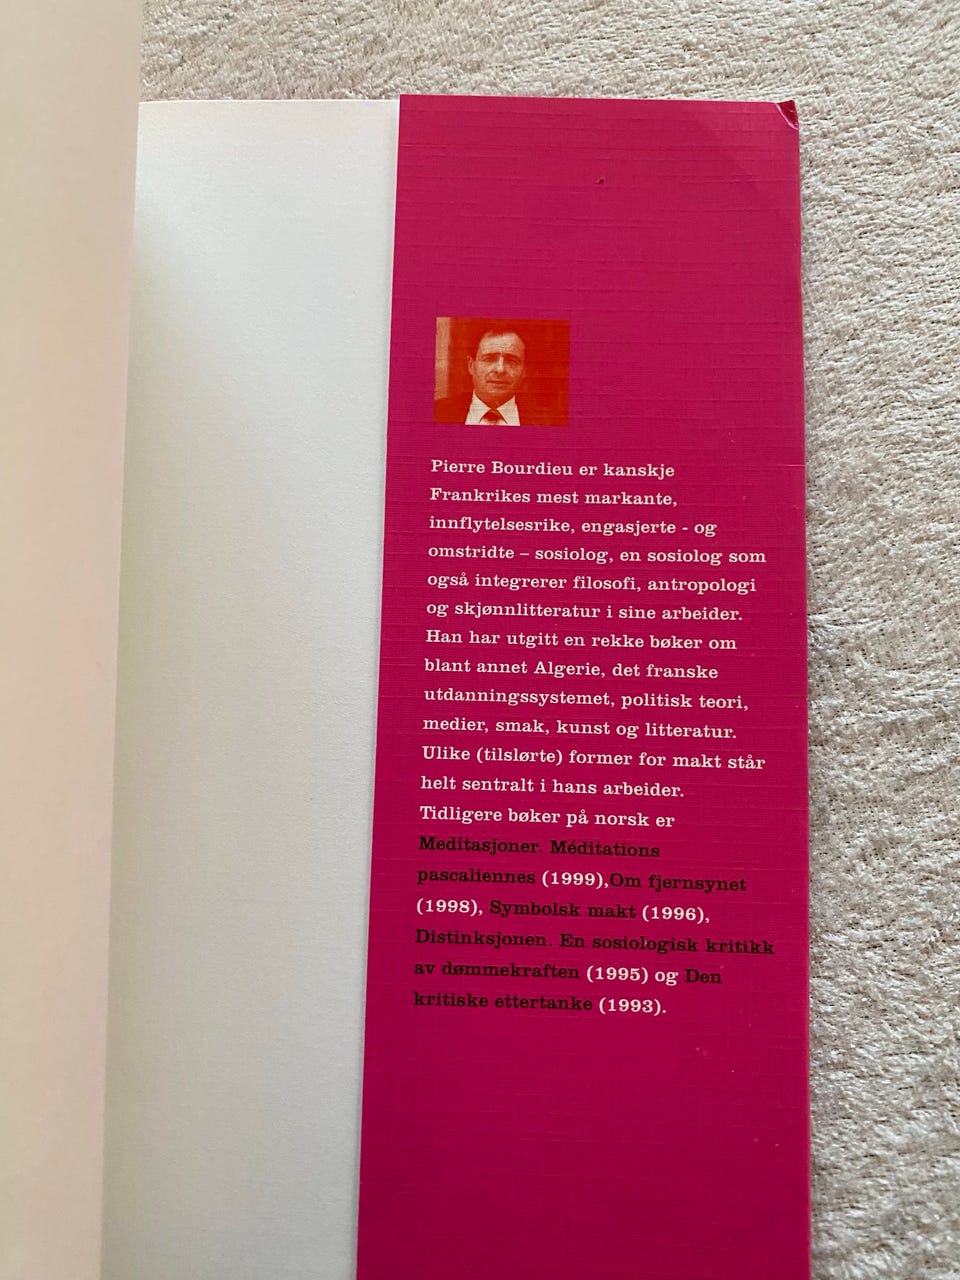 Pierre Bourdieu er kanskje
Frankrikes mest markante,
innflytelsesrike, engasjerte - og
omstridte – sosiolog, en sosiolog som
også integrerer filosofi, antropologi
og skjønnlitteratur i sine arbeider.
Han har utgitt en rekke bøker om
blant annet Algerie, det franske
utdanningssystemet, politisk teori,
medier, smak, kunst og litteratur.
Ulike (tilslørte) former for makt står
helt sentralt i hans arbeider.
Tidligere bøker på norsk er
Meditasjoner. Méditations
pascaliennes (1999),Om fjernsynet
(1998), Symbolsk makt (1996),
Distinksjonen. En sosiologisk kritikk
av dømmekraften (1995) og Den
kritiske ettertanke (1993).